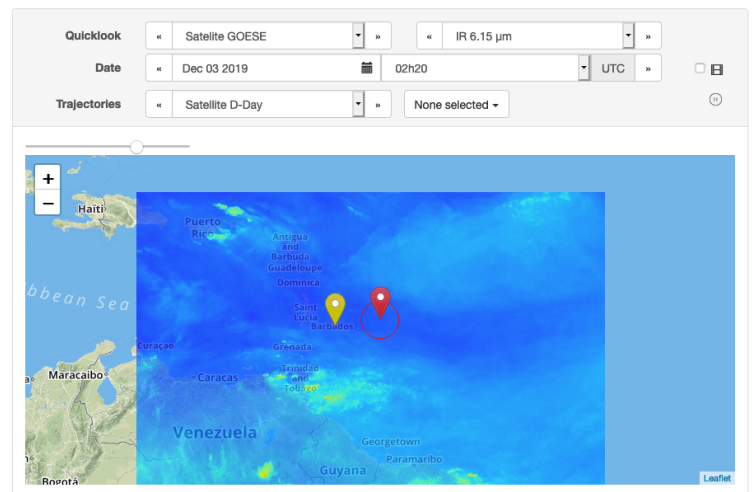 Quicklook « Satelite GOESE » « IR 6.15 μm »
Date « Dec 03 2019 02h20 UTC »
Trajectories « Satellite D-Day » None selected
+
−
Haiti
Puerto
Rico
Antigua
and
Barbuda
Guadeloupe
Dominica
bbean Sea
Saint
Lucia
Barbados
Curaçao
Grenada
Maracaibo
Caracas
Trinidad
and
Tobago
Venezuela
Georgetown
Paramaribo
Guyana
Bogotá
Leaflet